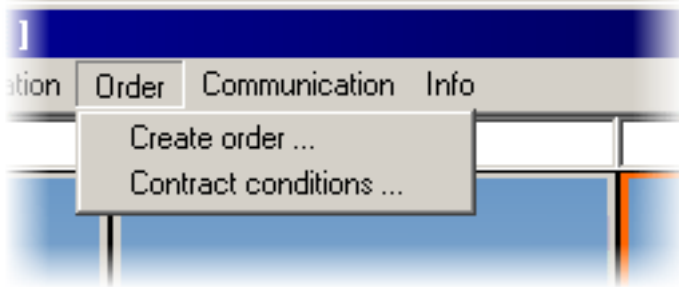 ]
ation Order Communication Info
Create order ...
Contract conditions ...